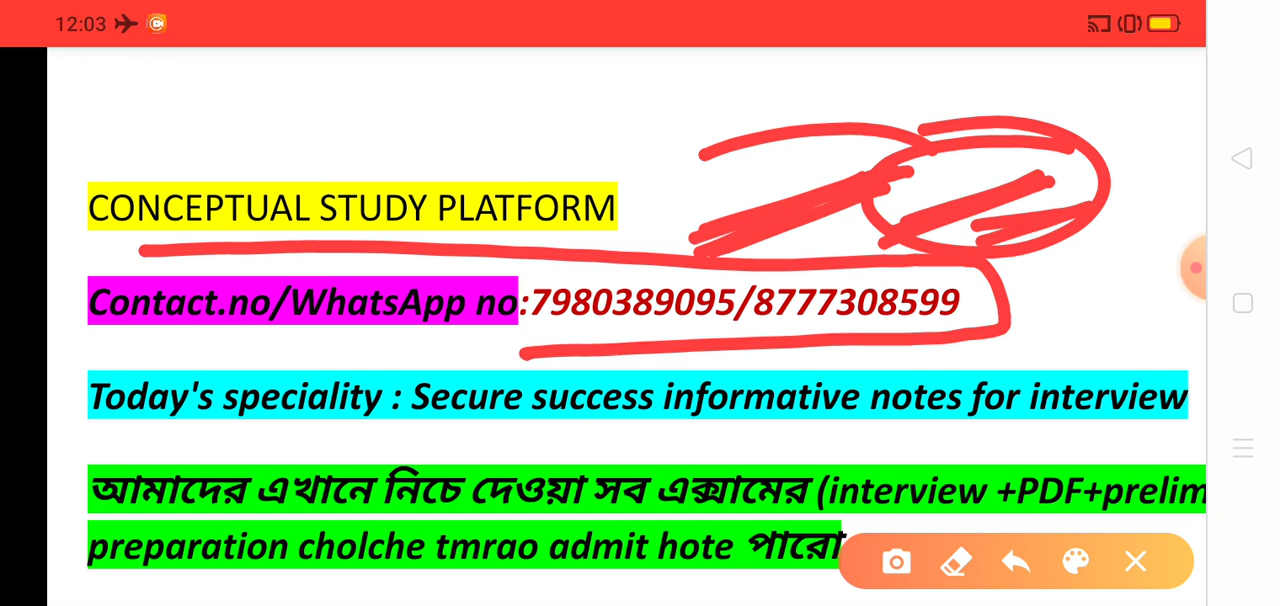 12:03
CONCEPTUAL STUDY PLATFORM
Contact.no/WhatsApp no:7980389095/8777308599
Today's speciality : Secure success informative notes for interview
আমাদের এখানে নিচে দেওয়া সব এক্সামের (interview +PDF+prelim
preparation cholche tmrao admit hote পারো